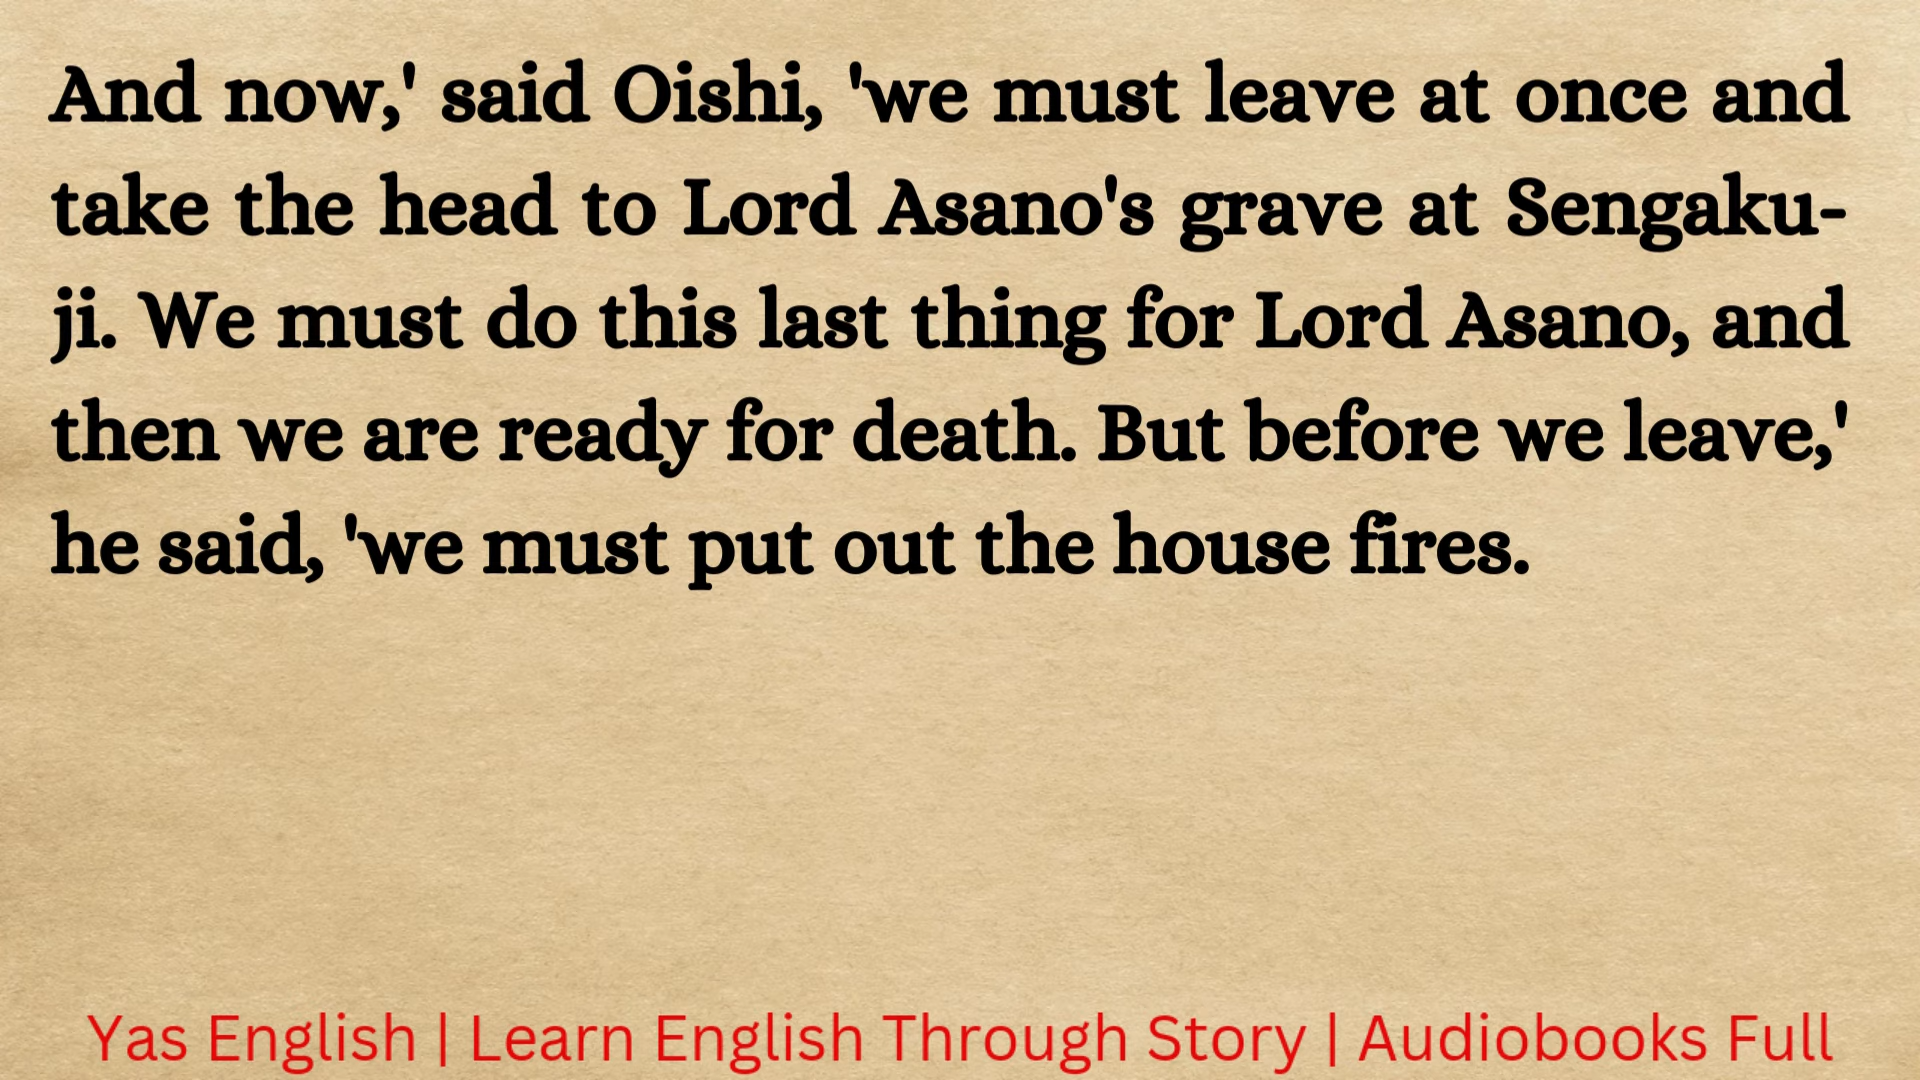 And now,' said Oishi, 'we must leave at once and
take the head to Lord Asano's grave at Sengaku-
ji. We must do this last thing for Lord Asano, and
then we are ready for death. But before we leave,'
he said, 'we must put out the house fires.
Yas English | Learn English Through Story | Audiobooks Full